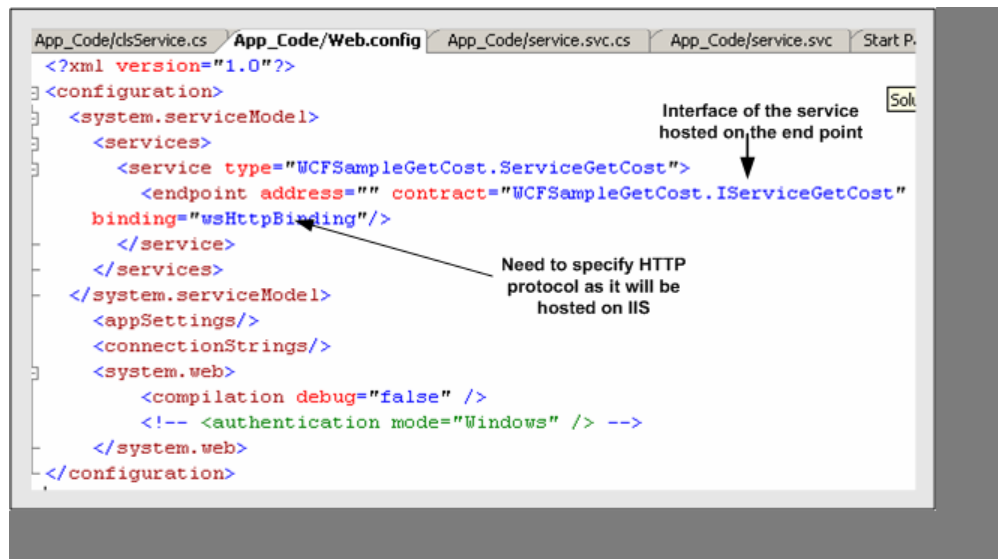 App_Code/clsService.cs App_Code/Web.config App_Code/service.svc.cs App_Code/service.svc Start P
<?xml version="1.0"?>
<configuration>
Solu
<system.serviceModel>
Interface of the service
hosted on the end point
<services>
<service type="WCFSampleGetCost.ServiceGetCost">
<endpoint address="" contract="WCFSampleGetCost.IServiceGetCost"
binding="wsHttpBinding"/>
</service>
</services>
Need to specify HTTP
protocol as it will be
hosted on IIS
</system.serviceModel>
<appSettings/>
<connectionStrings/>
<system.web>
<compilation debug="false" />
<!-- <authentication mode="Windows" /> -->
</system.web>
</configuration>